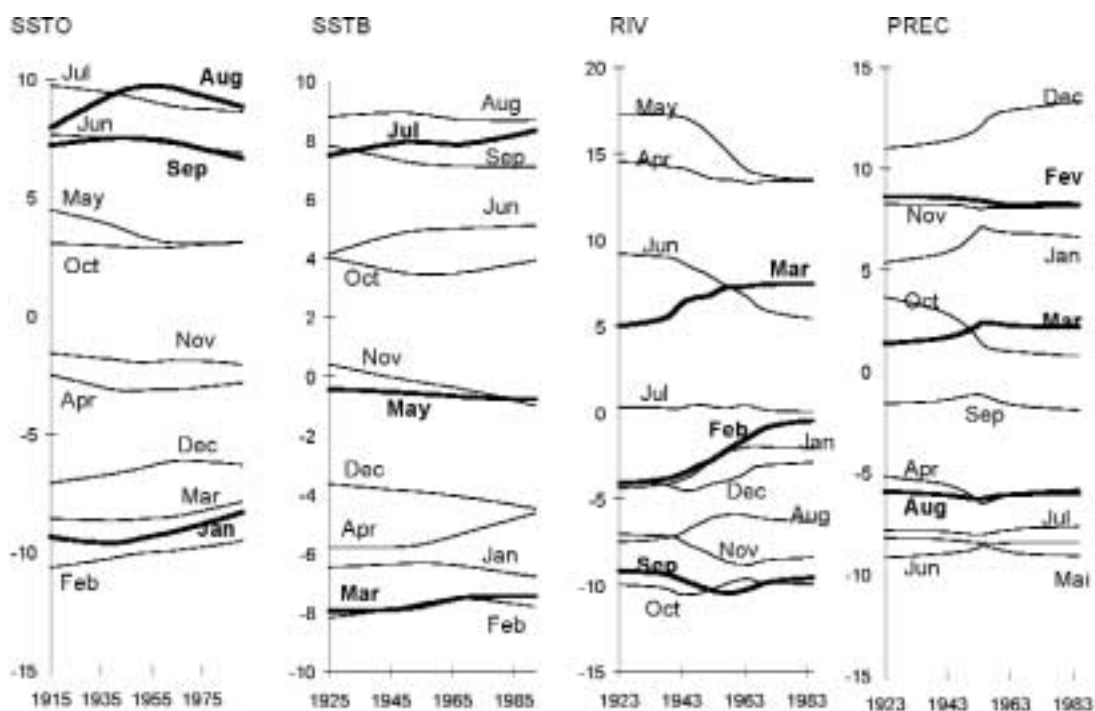 SSTO
10
5
0
-5
-10
-15
1915 1935 1955 1975
Jul
Aug
Jun
Sep
May
Oct
Nov
Apr
Dec
Mar
Jan
Feb
SSTB
10
8
6
4
2
0
-2
-4
-6
-8
-10
1925 1945 1965 1985
Aug
Jul
Sep
Jun
Oct
Nov
May
Dec
Apr
Jan
Mar
Feb
RIV
20
15
10
5
0
-5
-10
-15
1923 1943 1963 1983
May
Apr
Jun
Mar
Jul
Feb
Jan
Dec
Aug
Nov
Sep
Oct
PREC
15
10
5
0
-5
-10
-15
1923 1943 1963 1983
Dec
Fev
Nov
Jan
Oct
Mar
Sep
Apr
Aug
Jul
Jun
Mai